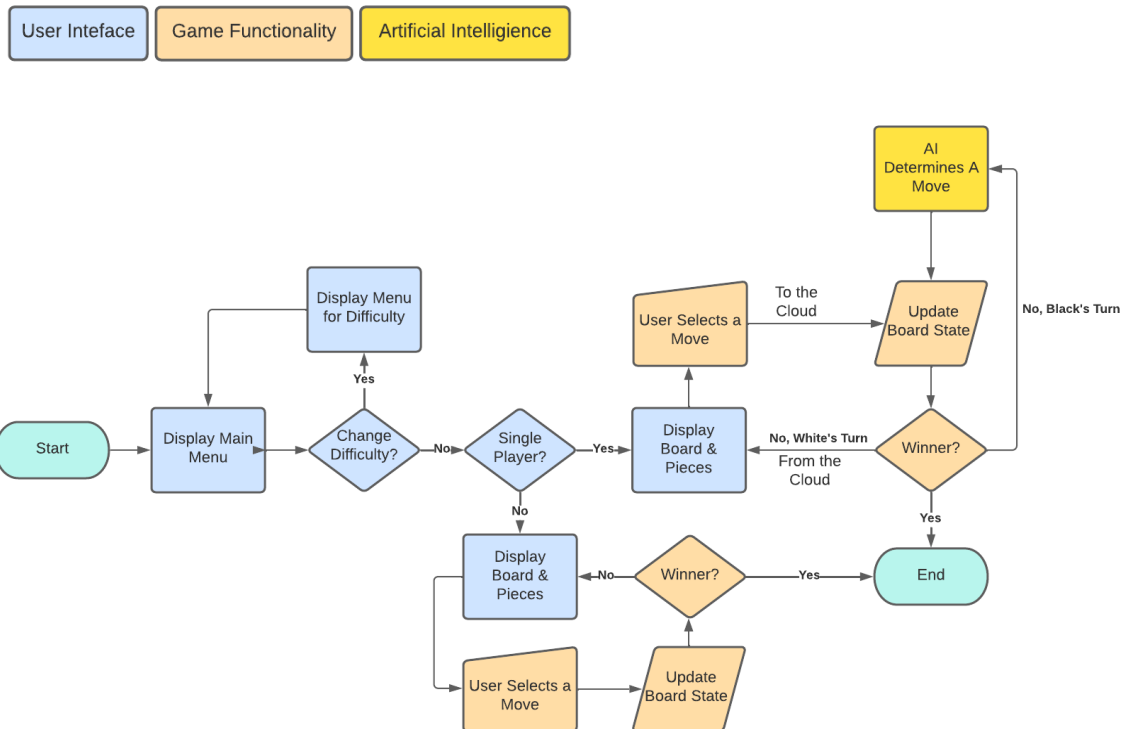 User Inteface
Game Functionality
Artificial Intelligience
AI
Determines A
Move
Display Menu
for Difficulty
To the
Cloud
User Selects a
Move
Update
Board State
No, Black's Turn
Yes
Start
Display Main
Menu
Change
Difficulty?
No
Single
Player?
Yes
Display
Board &
Pieces
No, White's Turn
From the
Cloud
Winner?
No
Yes
Display
Board &
Pieces
No
Winner?
Yes
End
User Selects a
Move
Update
Board State